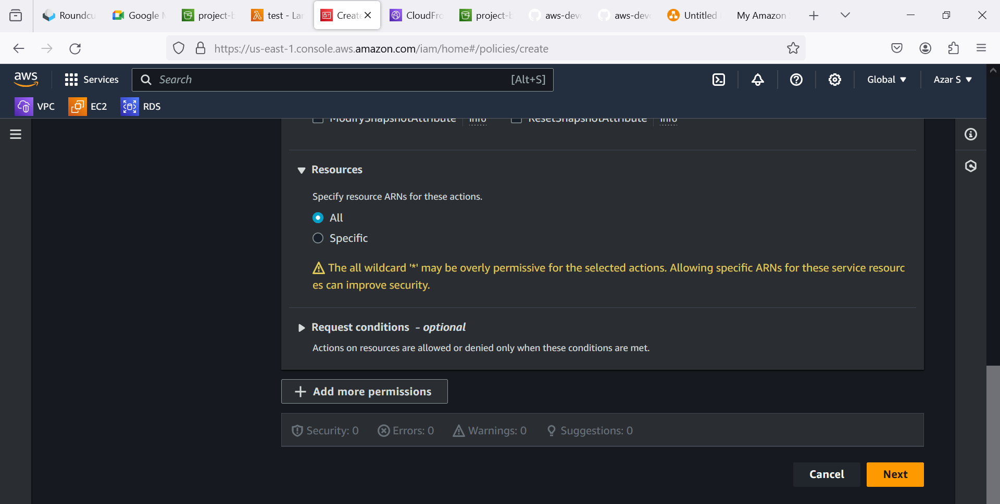 Roundcu
Google M
project-b
test - Lan
Create
CloudFro
project-b
aws-devo
aws-devo
Untitled
My Amazon S
https://us-east-1.console.aws.amazon.com/iam/home#/policies/create
aws
Services
Search
[Alt+S]
Global
Azar S
VPC
EC2
RDS
ModifySnapshotAttribute
Info
ResetSnapshotAttribute
Info
Resources
Specify resource ARNs for these actions.
All
Specific
The all wildcard '*' may be overly permissive for the selected actions. Allowing specific ARNs for these service resourc
es can improve security.
Request conditions - optional
Actions on resources are allowed or denied only when these conditions are met.
Add more permissions
Security: 0
Errors: 0
Warnings: 0
Suggestions: 0
Cancel
Next